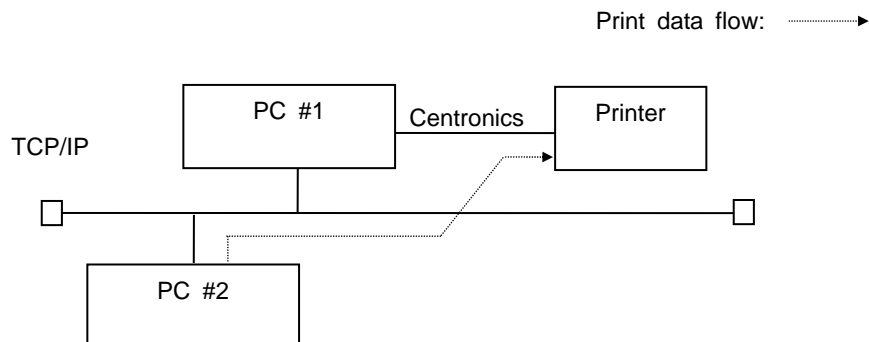 Print data flow:
PC #1
Centronics
Printer
TCP/IP
PC #2